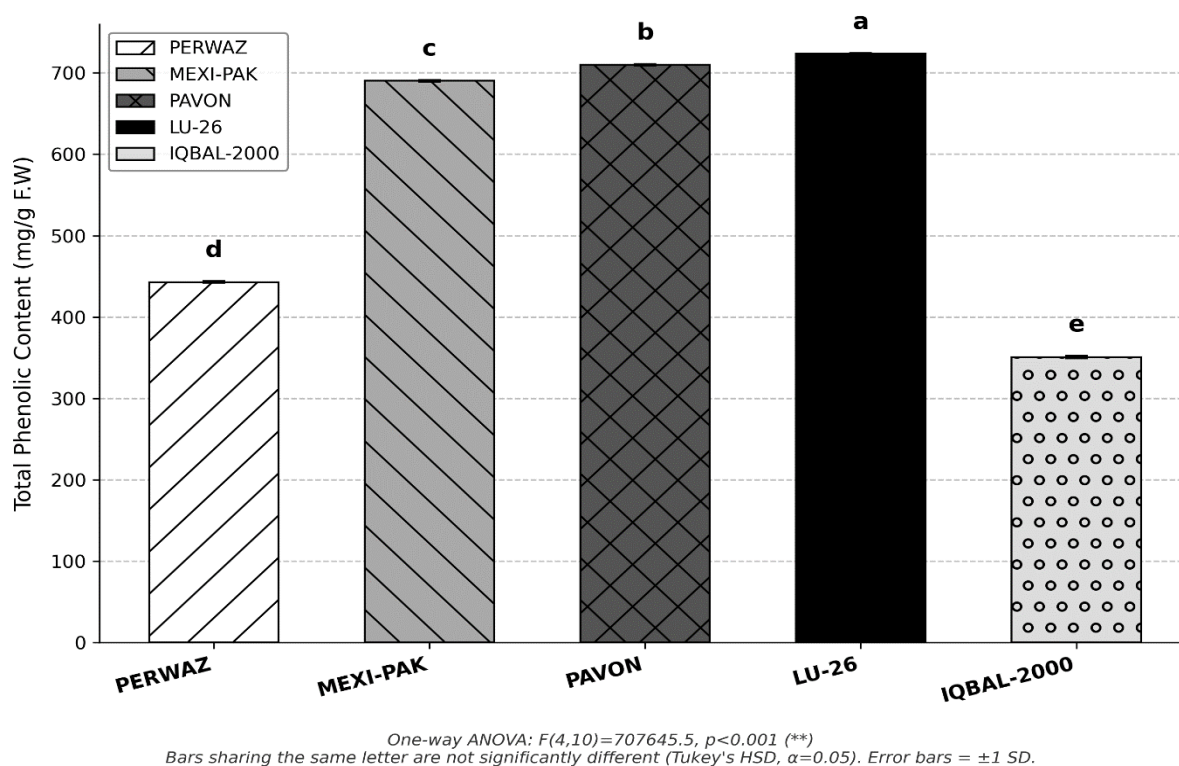 a
b
c
d
e
PERWAZ
MEXI-PAK
PAVON
LU-26
IQBAL-2000
Total Phenolic Content (mg/g F.W)
700
600
500
400
300
200
100
0
PERWAZ
MEXI-PAK
PAVON
LU-26
IQBAL-2000
One-way ANOVA: F(4,10)=707645.5, p<0.001 (**)
Bars sharing the same letter are not significantly different (Tukey's HSD, α=0.05). Error bars = ±1 SD.